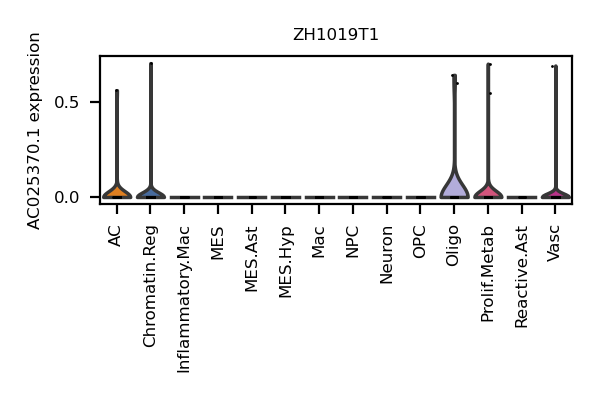 ZH1019T1
AC025370.1 expression
0.5
0.0
AC
Chromatin.Reg
Inflammatory.Mac
MES
MES.Ast
MES.Hyp
Mac
NPC
Neuron
OPC
Oligo
Prolif.Metab
Reactive.Ast
Vasc